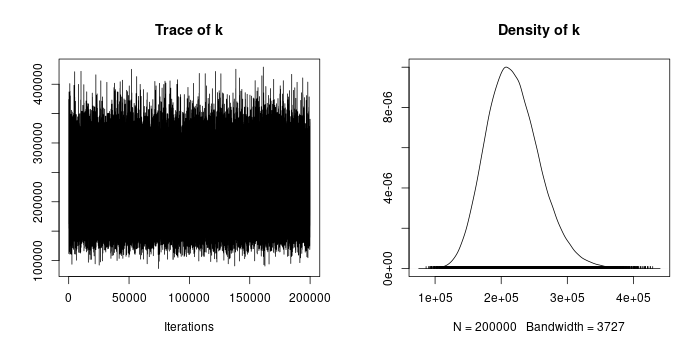 Trace of k
400000
300000
200000
100000
0 50000 100000 150000 200000
Iterations
Density of k
8e-06
4e-06
0e+00
1e+05 2e+05 3e+05 4e+05
N = 200000 Bandwidth = 3727